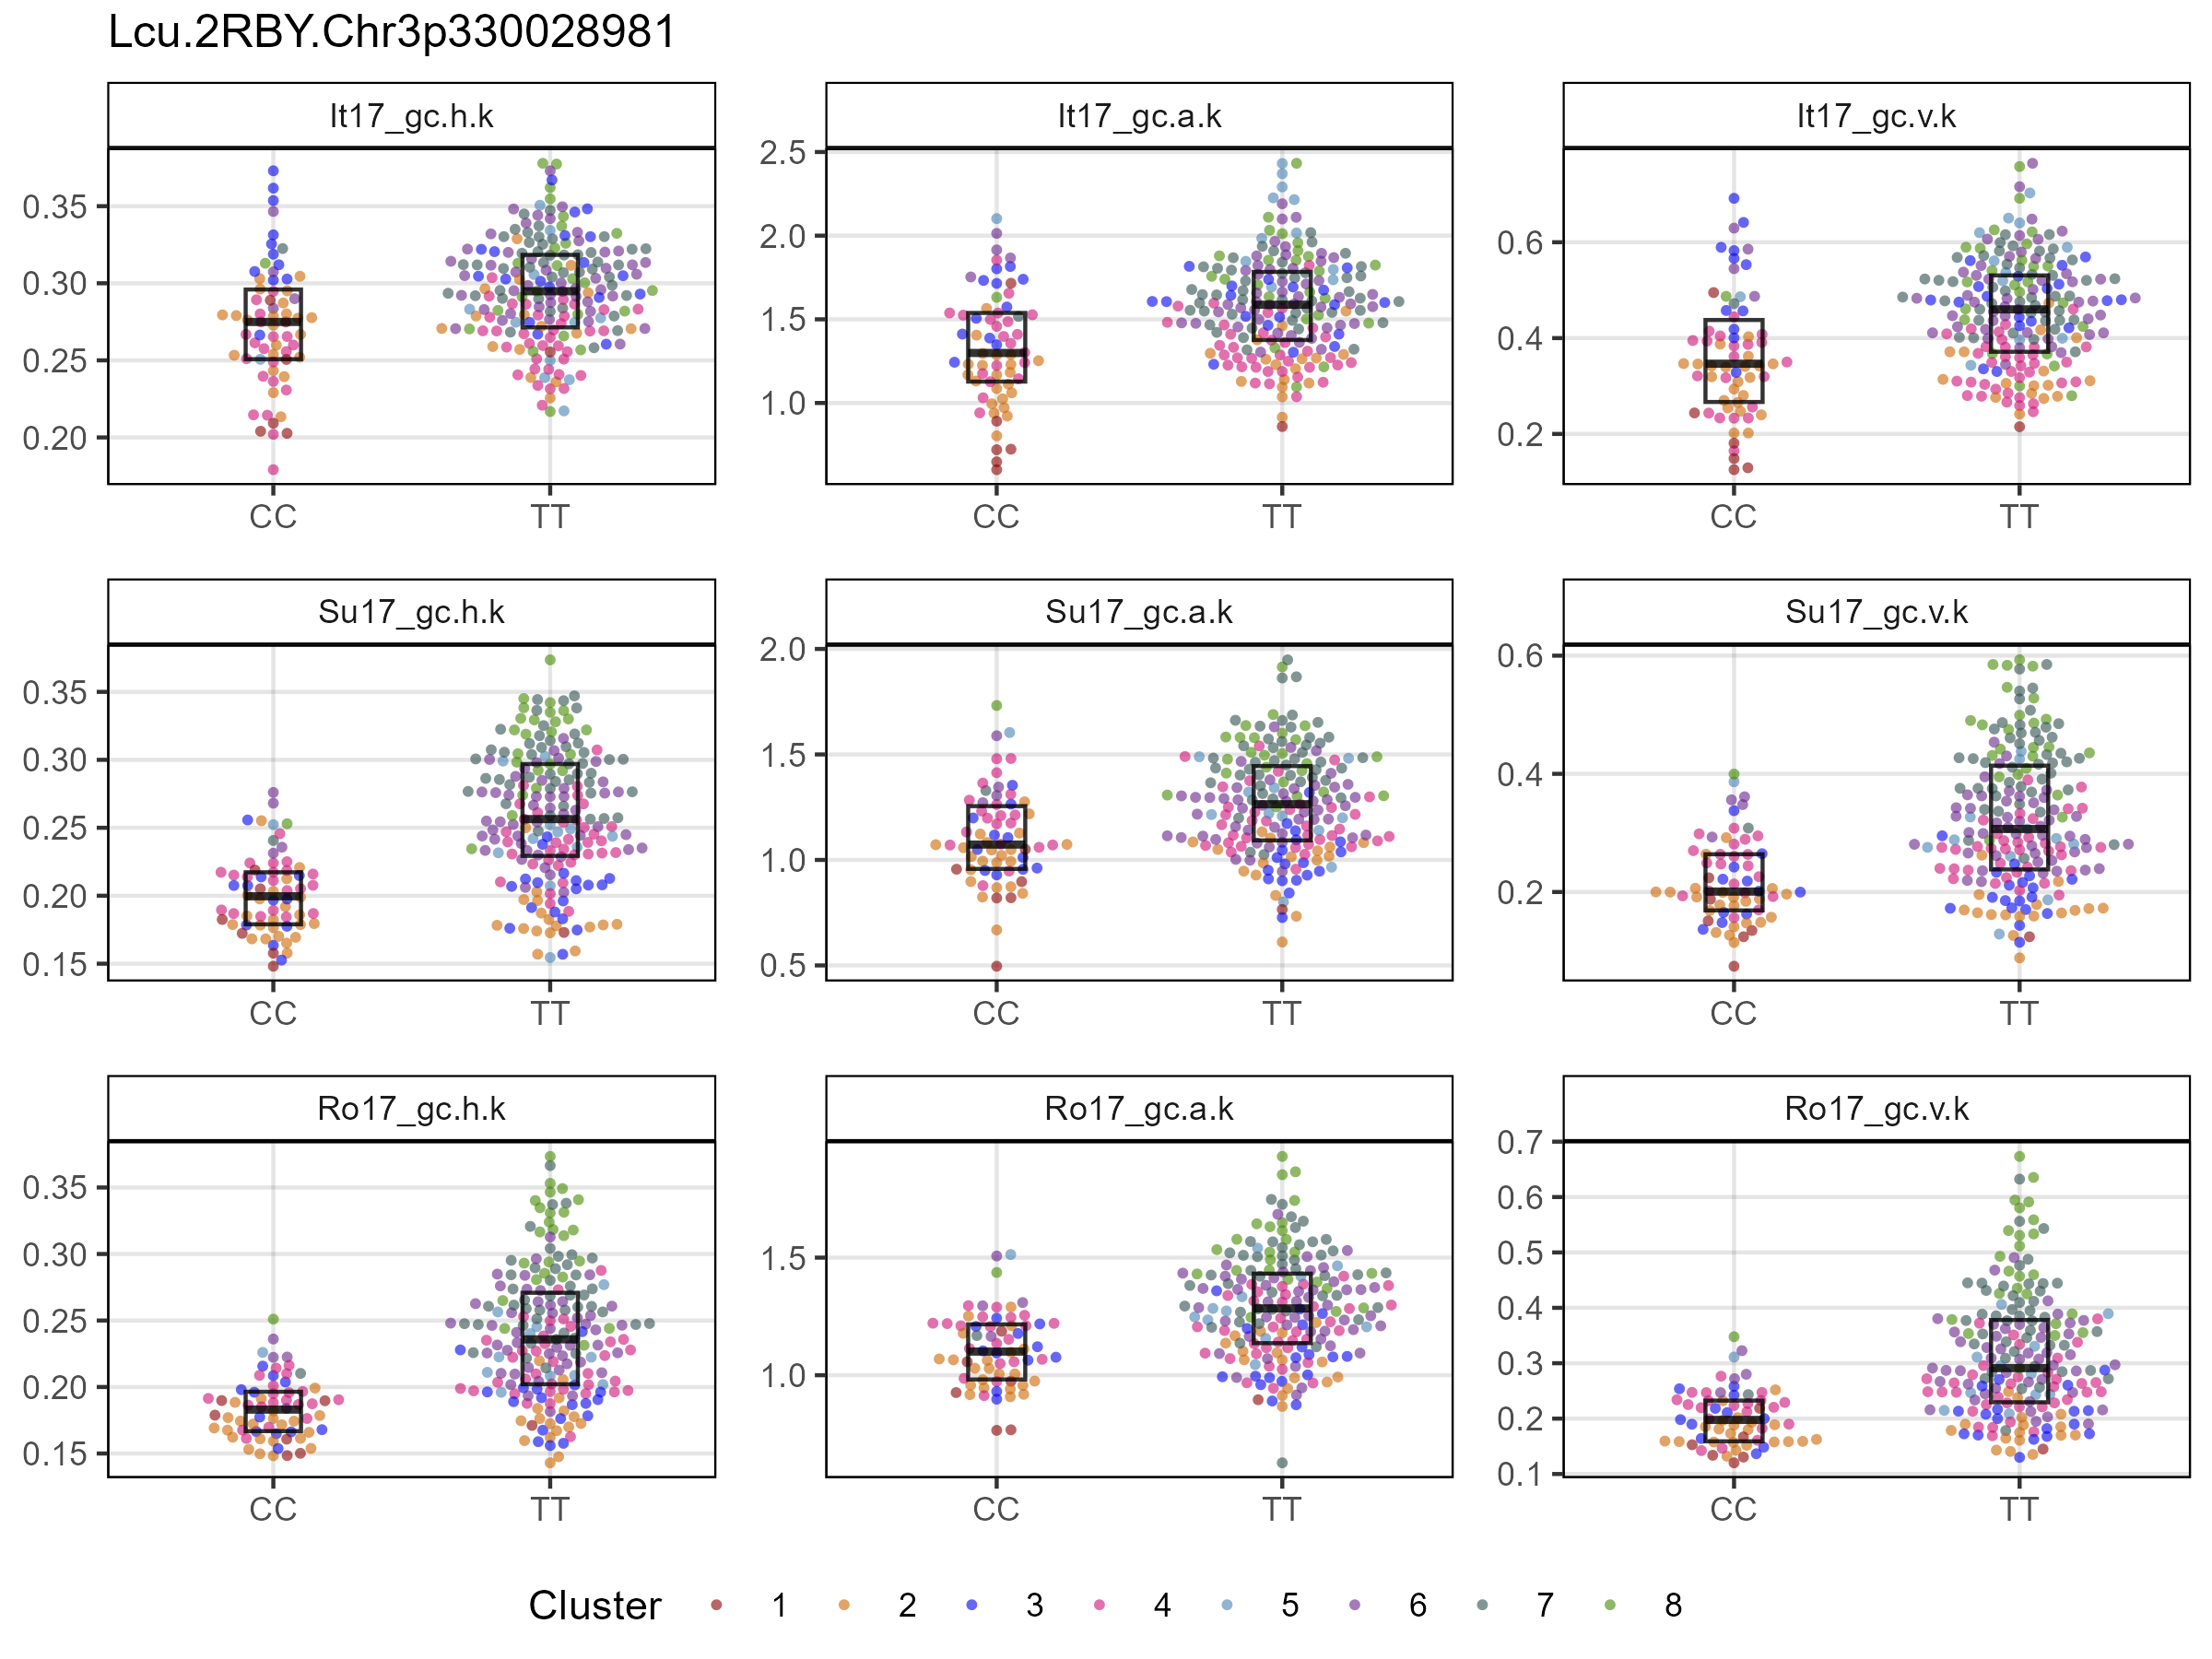 Lcu.2RBY.Chr3p330028981
It17_gc.h.k
It17_gc.a.k
It17_gc.v.k
0.35
0.30
0.25
0.20
2.5
2.0
1.5
1.0
0.6
0.4
0.2
CC TT
CC TT
CC TT
Su17_gc.h.k
Su17_gc.a.k
Su17_gc.v.k
0.35
0.30
0.25
0.20
0.15
2.0
1.5
1.0
0.5
0.6
0.4
0.2
CC TT
CC TT
CC TT
Ro17_gc.h.k
Ro17_gc.a.k
Ro17_gc.v.k
0.35
0.30
0.25
0.20
0.15
1.5
1.0
0.7
0.6
0.5
0.4
0.3
0.2
0.1
CC TT
CC TT
CC TT
Cluster 1 2 3 4 5 6 7 8